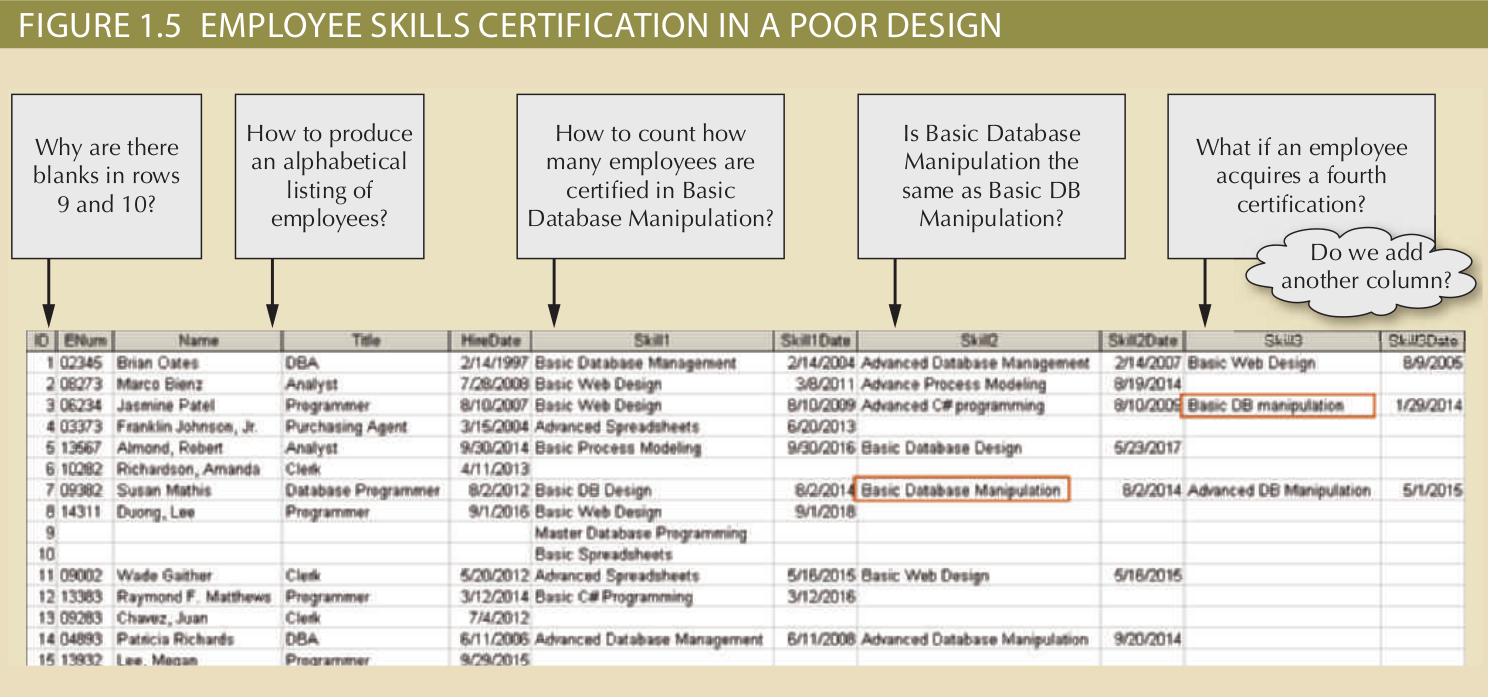 FIGURE 1.5 EMPLOYEE SKILLS CERTIFICATION IN A POOR DESIGN
Why are there
blanks in rows
9 and 10?
How to produce
an alphabetical
listing of
employees?
How to count how
many employees are
certified in Basic
Database Manipulation?
Is Basic Database
Manipulation the
same as Basic DB
Manipulation?
What if an employee
acquires a fourth
certification?
Do we add
another column?
ID ENum Name Title HireDate Skill1 Skill1Date Skill2 Skill2Date Skill3 Skill3Date
1 02345 Brian Oates DBA 2/14/1997 Basic Database Management 2/14/2004 Advanced Database Management 2/14/2007 Basic Web Design 8/9/2005
2 08273 Marco Bienz Analyst 7/28/2008 Basic Web Design 3/8/2011 Advance Process Modeling 8/19/2014
3 06234 Jasmine Patel Programmer 8/10/2007 Basic Web Design 8/10/2009 Advanced C# programming 8/10/2009 Basic DB manipulation 1/29/2014
4 03373 Franklin Johnson, Jr. Purchasing Agent 3/15/2004 Advanced Spreadsheets 6/20/2013
5 13567 Almond, Robert Analyst 9/30/2014 Basic Process Modeling 9/30/2016 Basic Database Design 5/23/2017
6 10282 Richardson, Amanda Clerk 4/11/2013
7 09382 Susan Mathis Database Programmer 8/2/2012 Basic DB Design 8/2/2014 Basic Database Manipulation 8/2/2014 Advanced DB Manipulation 5/1/2015
8 14311 Duong, Lee Programmer 9/1/2016 Basic Web Design 9/1/2018
9 Master Database Programming
10 Basic Spreadsheets
11 09002 Wade Gaither Clerk 5/20/2012 Advanced Spreadsheets 5/16/2015 Basic Web Design 5/16/2015
12 13383 Raymond F. Matthews Programmer 3/12/2014 Basic C# Programming 3/12/2016
13 09283 Chavez, Juan Clerk 7/4/2012
14 04893 Patricia Richards DBA 6/11/2006 Advanced Database Management 6/11/2008 Advanced Database Manipulation 9/20/2014
15 13932 Lee, Megan Programmer 9/29/2015